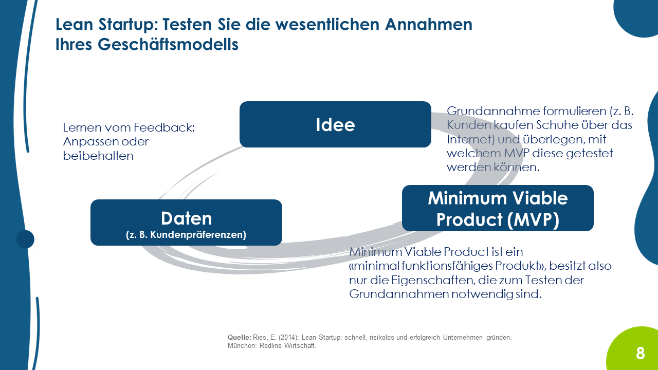 Lean Startup: Testen Sie die wesentlichen Annahmen
Ihres Geschäftsmodells
Lernen vom Feedback:
Anpassen oder
beibehalten
Idee
Grundannahme formulieren (z. B.
Kunden kaufen Schuhe über das
Internet) und überlegen, mit
welchem MVP diese getestet
werden können.
Daten
(z. B. Kundenpräferenzen)
Minimum Viable
Product (MVP)
Minimum Viable Product ist ein
«minimal funktionsfähiges Produkt», besitzt also
nur die Eigenschaften, die zum Testen der
Grundannahmen notwendig sind.
Quelle: Ries, E. (2014): Lean Startup: schnell, risikolos und erfolgreich Unternehmen gründen.
München: Redline Wirtschaft.
8